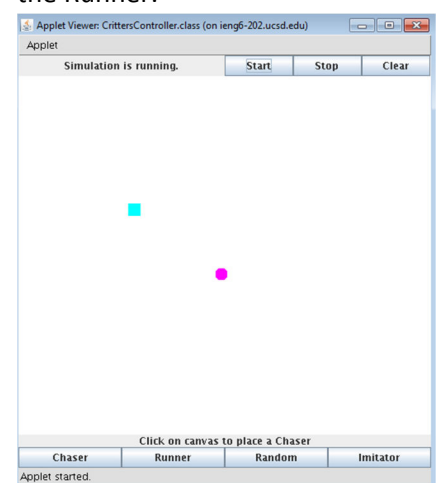 the Runner.
Applet Viewer: CrittersController.class (on ieng6-202.ucsd.edu)
Applet
Simulation is running. Start Stop Clear
Click on canvas to place a Chaser
Chaser Runner Random Imitator
Applet started.